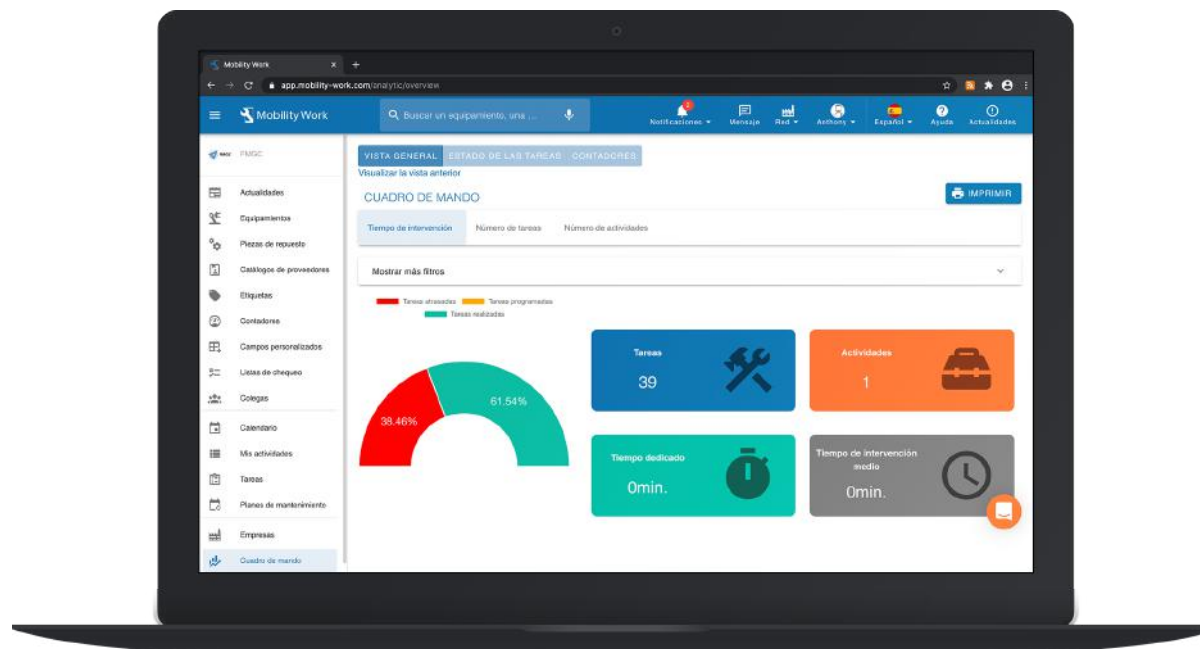 Mobility Work x +
app.mobility-work.com/analytic/overview
Mobility Work
Buscar un equipamiento, una ...
2
Notificaciones
Mensaje
Red
Anthony
Español
Ayuda
Actualidades
FMGC
Actualidades
Equipamientos
Piezas de repuesto
Catálogos de proveedores
Etiquetas
Contadores
Campos personalizados
Listas de chequeo
Colegas
Calendario
Mis actividades
Tareas
Planes de mantenimiento
Empresas
Cuadro de mando
VISTA GENERAL ESTADO DE LAS TAREAS CONTADORES
Visualizar la vista anterior
CUADRO DE MANDO
IMPRIMIR
Tiempo de intervención Número de tareas Número de actividades
Mostrar más filtros
Tareas atrasadas Tareas programadas
Tareas realizadas
38.46%
61.54%
Tareas
39
Actividades
1
Tiempo dedicado
0min.
Tiempo de intervención
medio
0min.